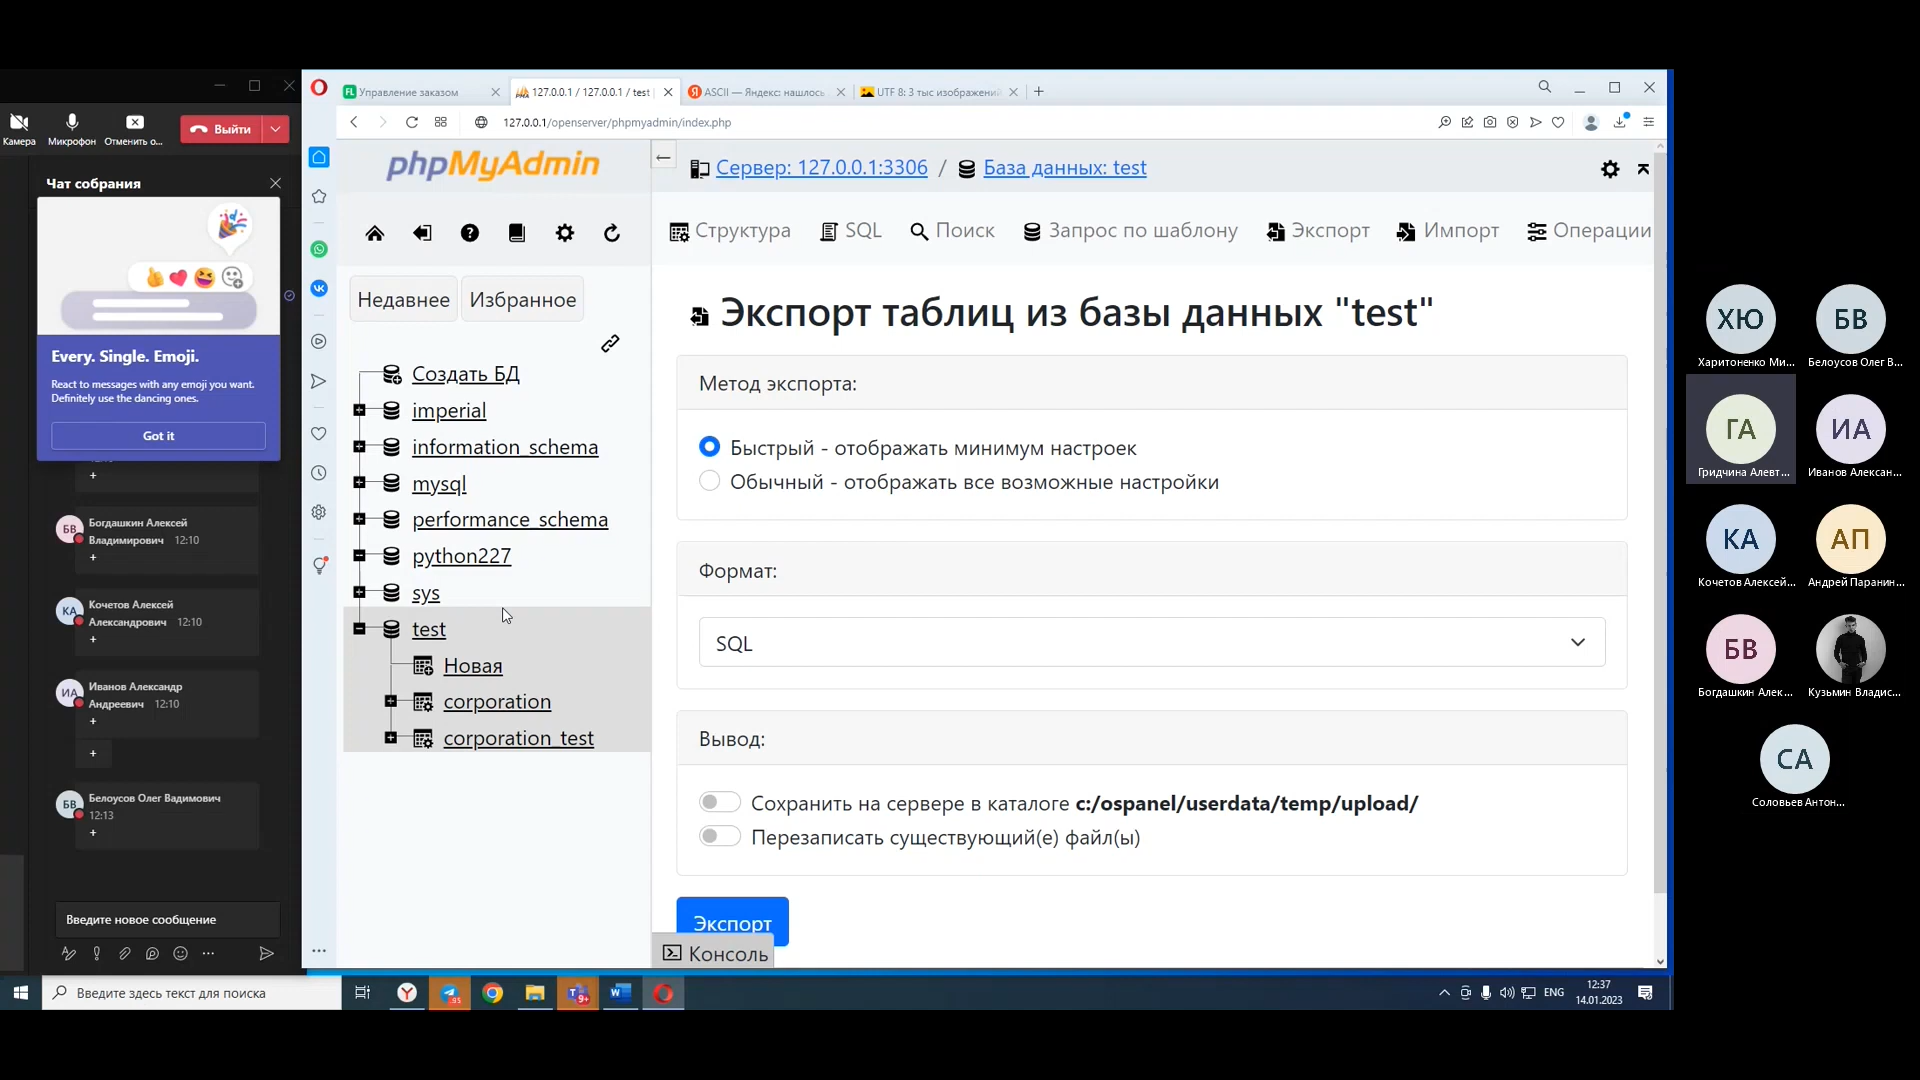 Камера
Микрофон
Отменить о...
Выйти
Чат собрания
Every. Single. Emoji.
React to messages with any emoji you want.
Definitely use the dancing ones.
Got it
+
БВ
Богдашкин Алексей
Владимирович 12:10
+
КА
Кочетов Алексей
Александрович 12:10
+
ИА
Иванов Александр
Андреевич 12:10
+
+
БВ
Белоусов Олег Вадимович
12:13
+
Введите новое сообщение
FL Управление заказом
127.0.0.1 / 127.0.0.1 / test
ASCII — Яндекс: нашлось
UTF 8: 3 тыс изображений
127.0.0.1/openserver/phpmyadmin/index.php
phpMyAdmin
Недавнее Избранное
Создать БД
imperial
information_schema
mysql
performance_schema
python227
sys
test
Новая
corporation
corporation_test
Сервер: 127.0.0.1:3306 / База данных: test
Структура SQL Поиск Запрос по шаблону Экспорт Импорт Операции
Экспорт таблиц из базы данных "test"
Метод экспорта:
Быстрый - отображать минимум настроек
Обычный - отображать все возможные настройки
Формат:
SQL
Вывод:
Сохранить на сервере в каталоге c:/ospanel/userdata/temp/upload/
Перезаписать существующий(е) файл(ы)
Экспорт
Консоль
Введите здесь текст для поиска
ENG
12:37
14.01.2023
ХЮ
Харитоненко Ми...
БВ
Белоусов Олег В...
ГА
Гридчина Алевт...
ИА
Иванов Алексан...
КА
Кочетов Алексей...
АП
Андрей Паранин...
БВ
Богдашкин Алек...
Кузьмин Владис...
СА
Соловьев Антон...